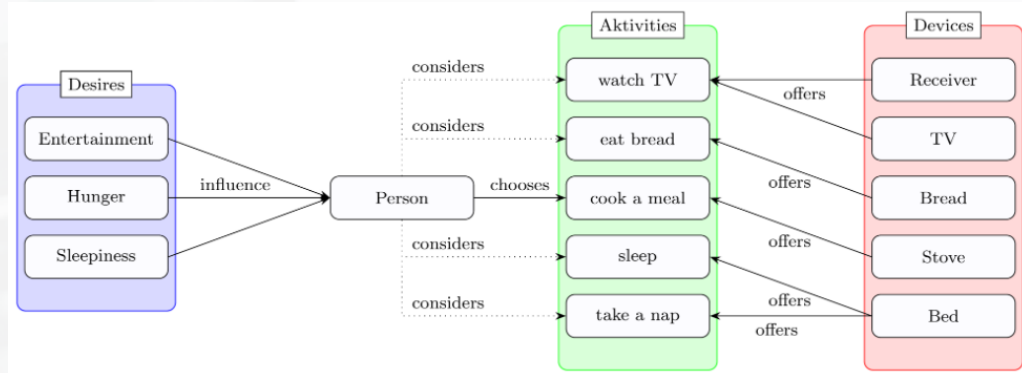 Desires
Entertainment
Hunger
Sleepiness
influence
Person
considers
considers
chooses
considers
considers
Aktivities
watch TV
eat bread
cook a meal
sleep
take a nap
offers
offers
offers
offers
offers
Devices
Receiver
TV
Bread
Stove
Bed